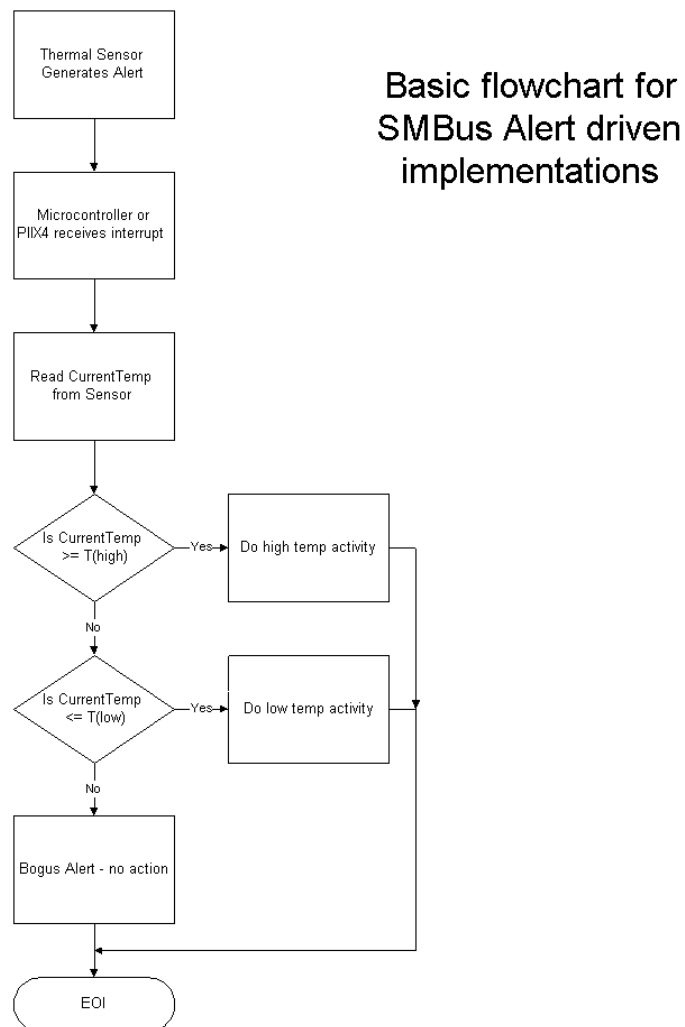 Basic flowchart for
SMBus Alert driven
implementations
Thermal Sensor
Generates Alert
Microcontroller or
PIIX4 receives interrupt
Read CurrentTemp
from Sensor
Is CurrentTemp
>= T(high)
Yes
Do high temp activity
No
Is CurrentTemp
<= T(low)
Yes
Do low temp activity
No
Bogus Alert - no action
EOI